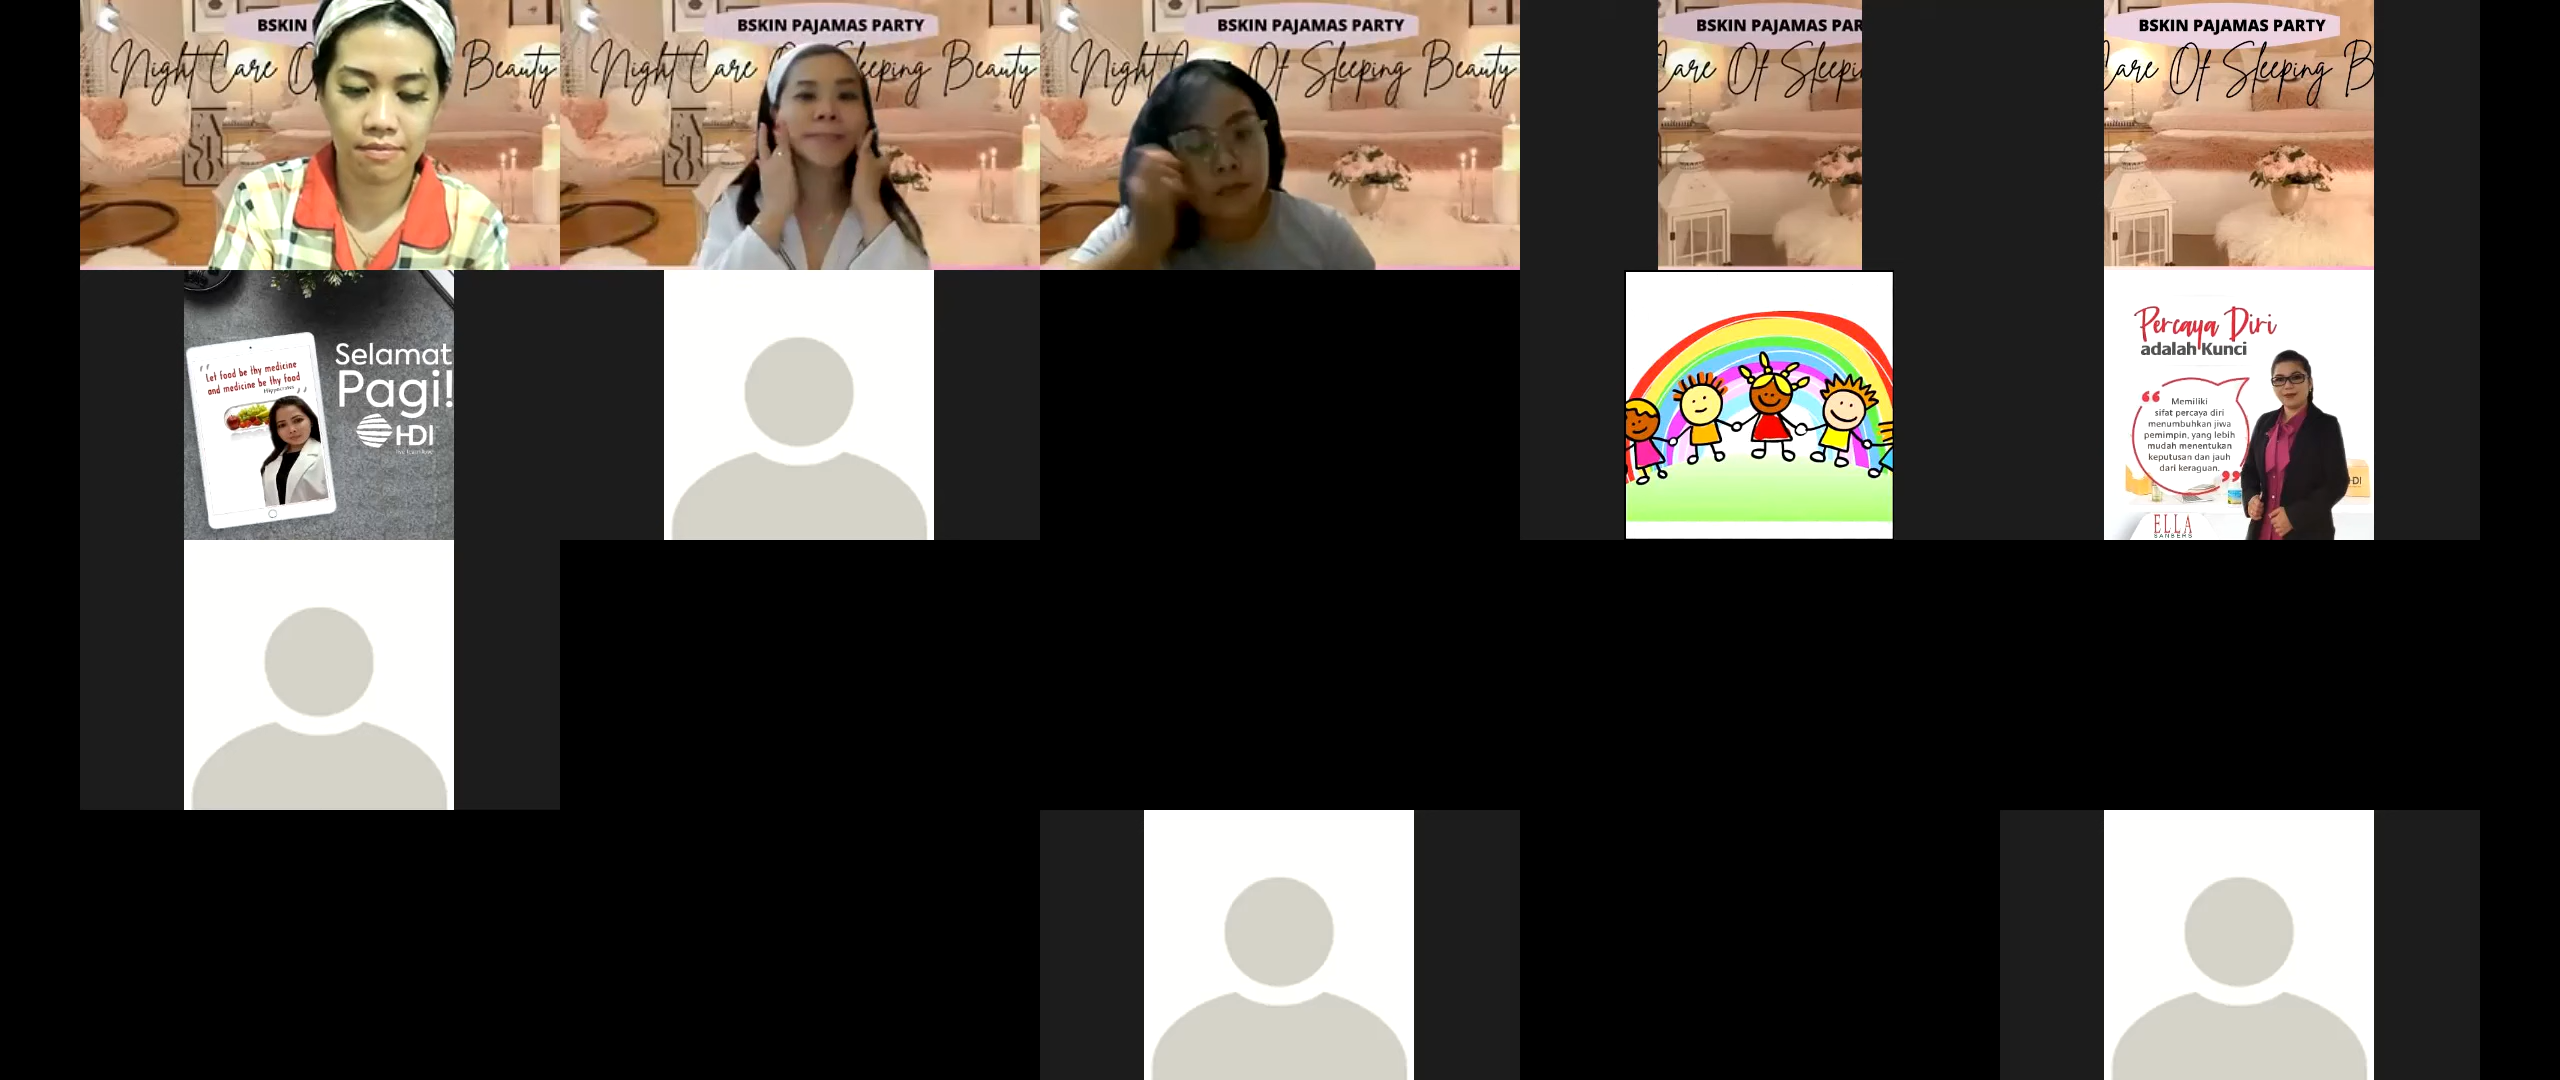 BSKIN
Night Care O
Beauty
BSKIN PAJAMAS PARTY
Night Care
Sleeping Beauty
BSKIN PAJAMAS PARTY
Night
Of Sleeping Beauty
BSKIN PAJAMAS PAR
Care Of Sleepi
BSKIN PAJAMAS PARTY
Care Of Sleeping B
"Let food be thy medicine
and medicine be thy food"
Hippocrates
Selamat
Pagi!
HDI
Percaya Diri
adalah Kunci
"Memiliki
sifat percaya diri
menumbuhkan jiwa
pemimpin, yang lebih
mudah menentukan
keputusan dan jauh
dari keraguan."
HDI
ELLA
SANBERS